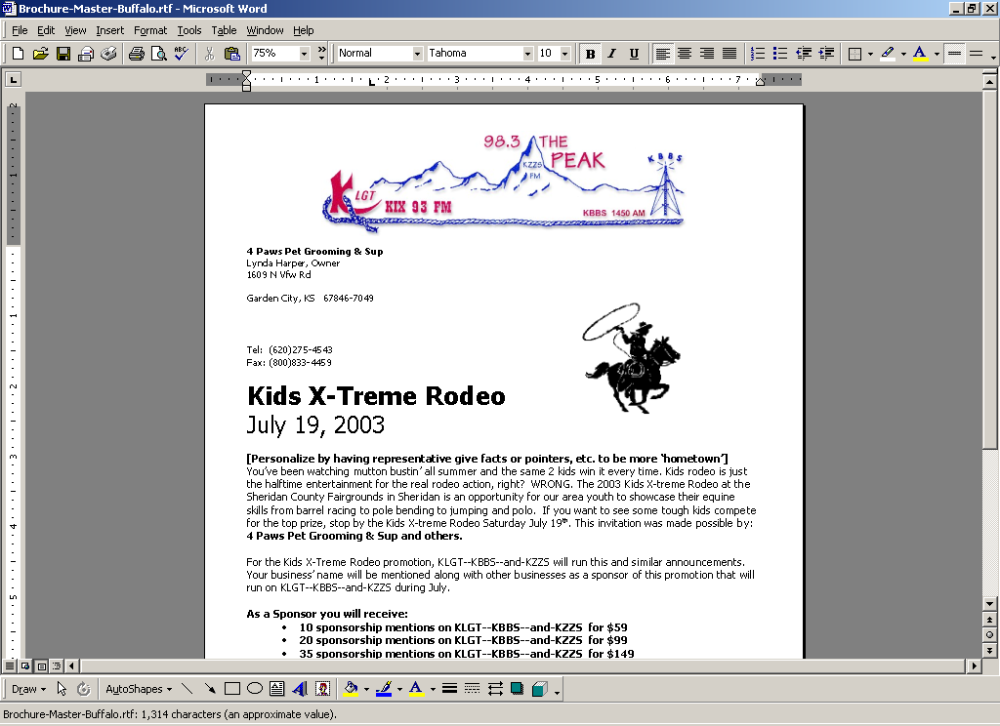 Brochure-Master-Buffalo.rtf - Microsoft Word
File Edit View Insert Format Tools Table Window Help
75% Normal Tahoma 10 B I U
1 2 3 4 5 6 7
98.3 THE
PEAK
KZZS
FM
KBBS
KLGT
KIX 93 FM
KBBS 1450 AM
4 Paws Pet Grooming & Sup
Lynda Harper, Owner
1609 N Vfw Rd
Garden City, KS 67846-7049
Tel: (620)275-4543
Fax: (800)833-4459
Kids X-Treme Rodeo
July 19, 2003
[Personalize by having representative give facts or pointers, etc. to be more 'hometown']
You've been watching mutton bustin' all summer and the same 2 kids win it every time. Kids rodeo is just
the halftime entertainment for the real rodeo action, right? WRONG. The 2003 Kids X-treme Rodeo at the
Sheridan County Fairgrounds in Sheridan is an opportunity for our area youth to showcase their equine
skills from barrel racing to pole bending to jumping and polo. If you want to see some tough kids compete
for the top prize, stop by the Kids X-treme Rodeo Saturday July 19th. This invitation was made possible by:
4 Paws Pet Grooming & Sup and others.
For the Kids X-Treme Rodeo promotion, KLGT--KBBS--and-KZZS will run this and similar announcements.
Your business' name will be mentioned along with other businesses as a sponsor of this promotion that will
run on KLGT--KBBS--and-KZZS during July.
As a Sponsor you will receive:
• 10 sponsorship mentions on KLGT--KBBS--and-KZZS for $59
• 20 sponsorship mentions on KLGT--KBBS--and-KZZS for $99
• 35 sponsorship mentions on KLGT--KBBS--and-KZZS for $149
Draw AutoShapes
Brochure-Master-Buffalo.rtf: 1,314 characters (an approximate value).